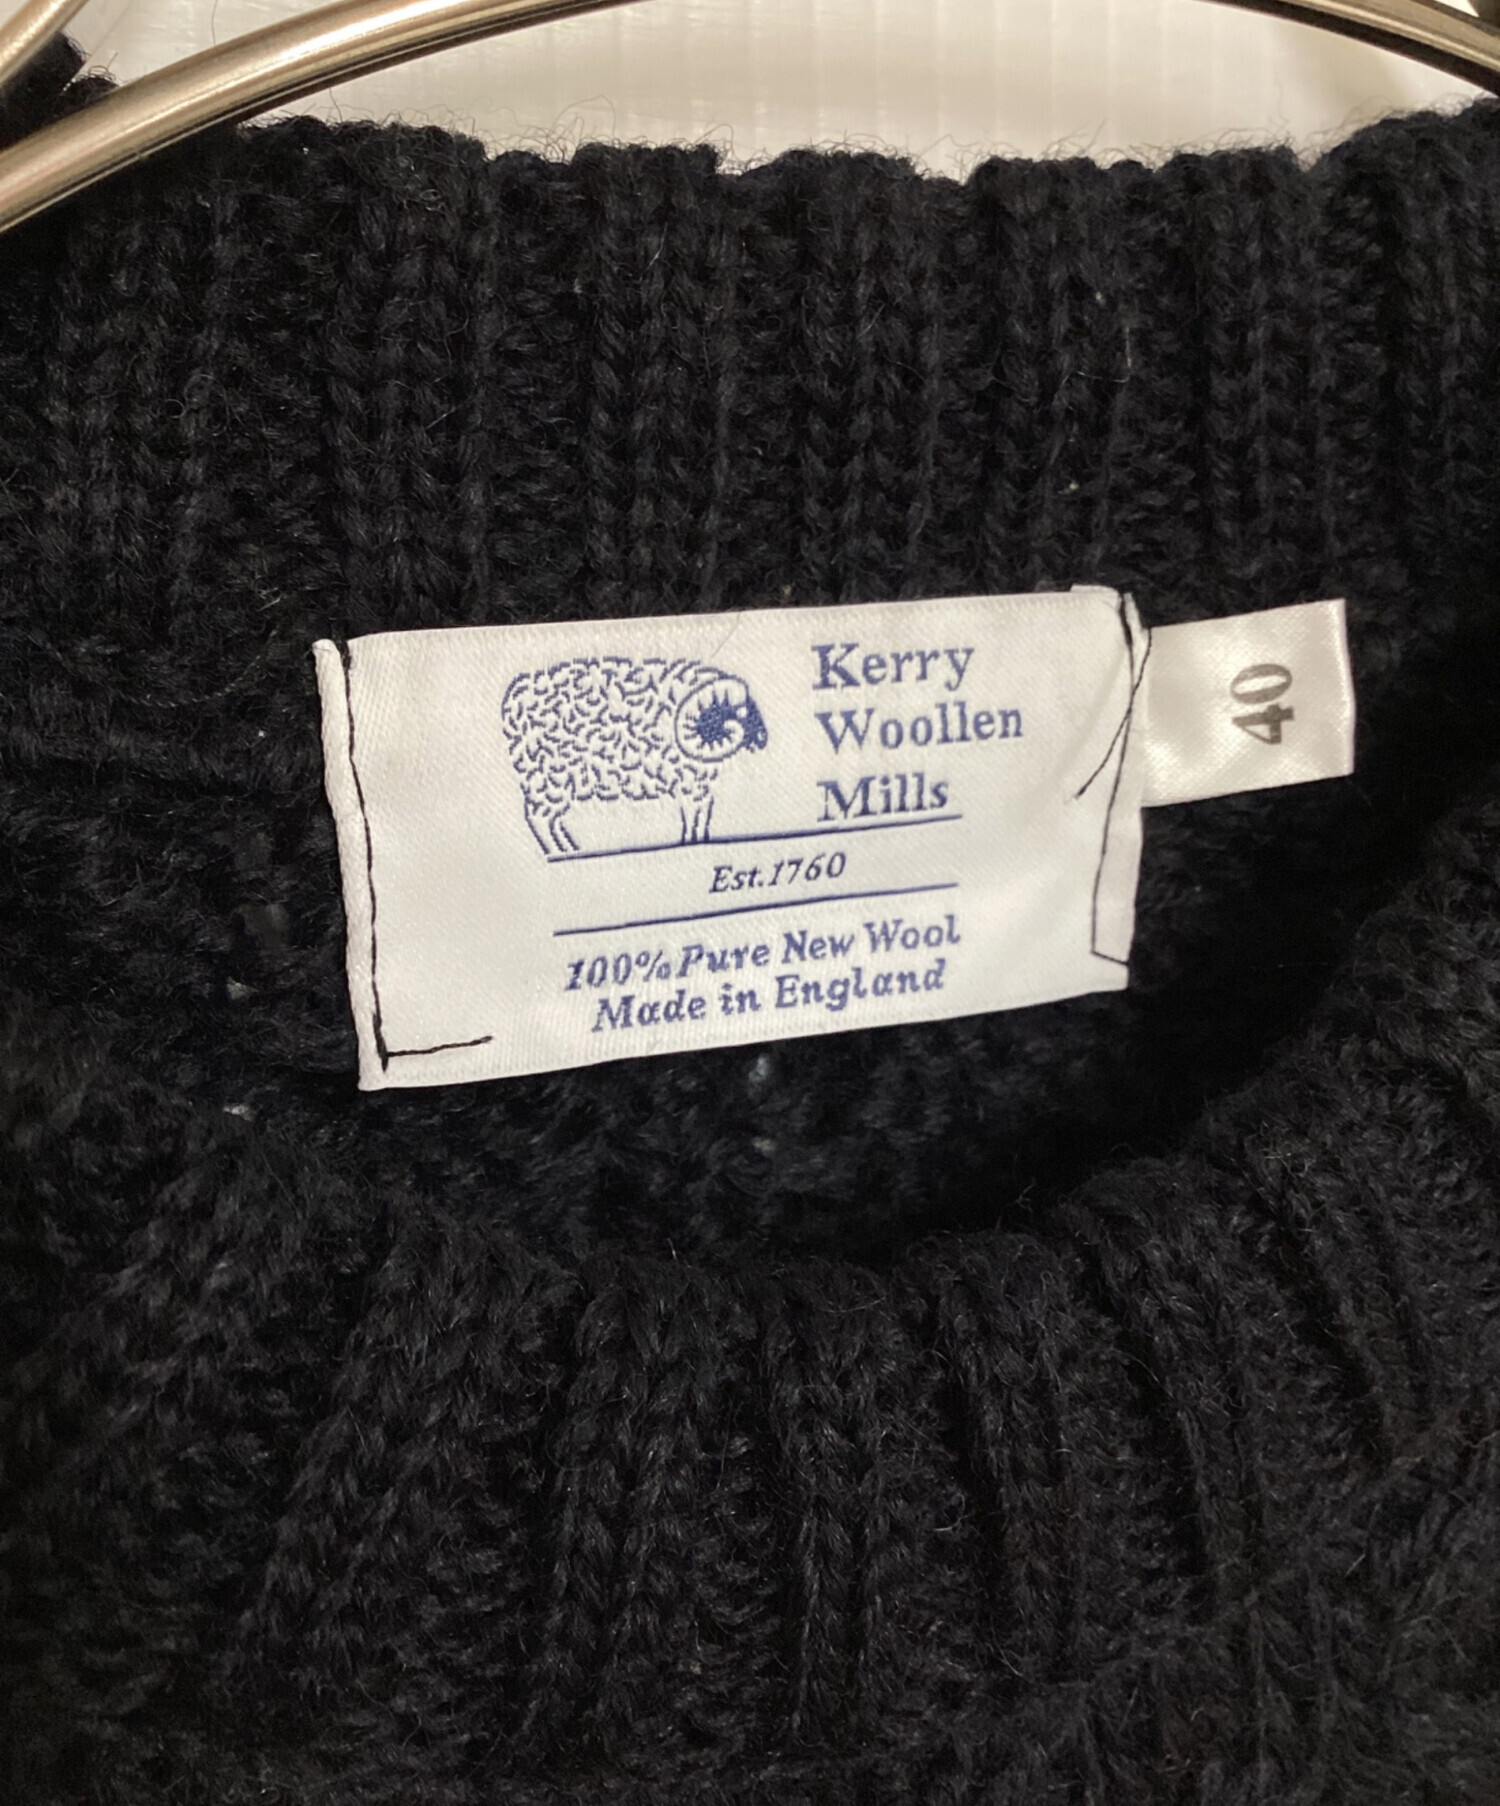 Kerry
Woollen
Mills
Est.1760
100% Pure New Wool
Made in England
40